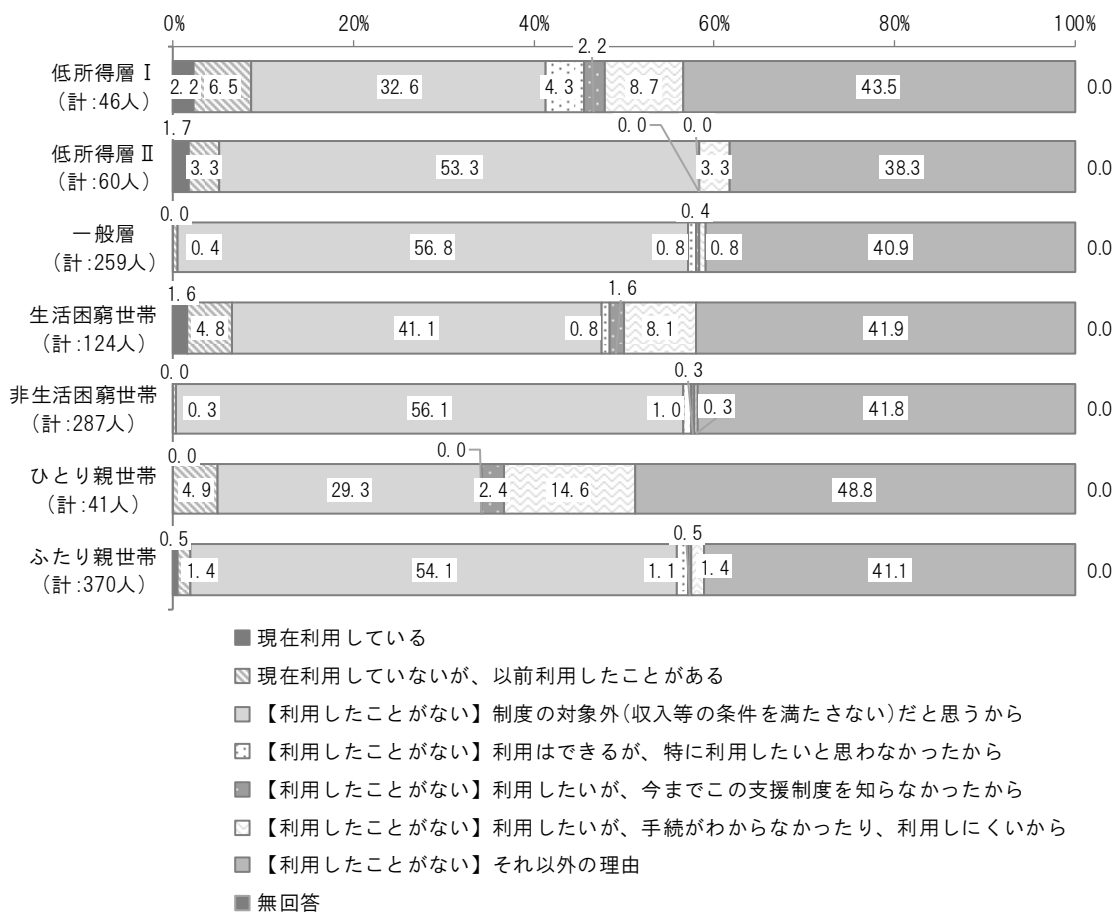 0% 20% 40% 60% 80% 100%
2.2
低所得層Ⅰ
(計:46人)
2.2 6.5 32.6 4.3 8.7 43.5 0.0
1.7 0.0 0.0
低所得層Ⅱ
(計:60人)
3.3 53.3 3.3 38.3 0.0
0.0 0.4
一般層
(計:259人)
0.4 56.8 0.8 0.8 40.9 0.0
1.6 1.6
生活困窮世帯
(計:124人)
4.8 41.1 0.8 8.1 41.9 0.0
0.0 0.3
非生活困窮世帯
(計:287人)
0.3 56.1 1.0 0.3 41.8 0.0
0.0 0.0
ひとり親世帯
(計:41人)
4.9 29.3 2.4 14.6 48.8 0.0
0.5 0.5
ふたり親世帯
(計:370人)
1.4 54.1 1.1 1.4 41.1 0.0
現在利用している
現在利用していないが、以前利用したことがある
【利用したことがない】制度の対象外(収入等の条件を満たさない)だと思うから
【利用したことがない】利用はできるが、特に利用したいと思わなかったから
【利用したことがない】利用したいが、今までこの支援制度を知らなかったから
【利用したことがない】利用したいが、手続がわからなかったり、利用しにくいから
【利用したことがない】それ以外の理由
無回答